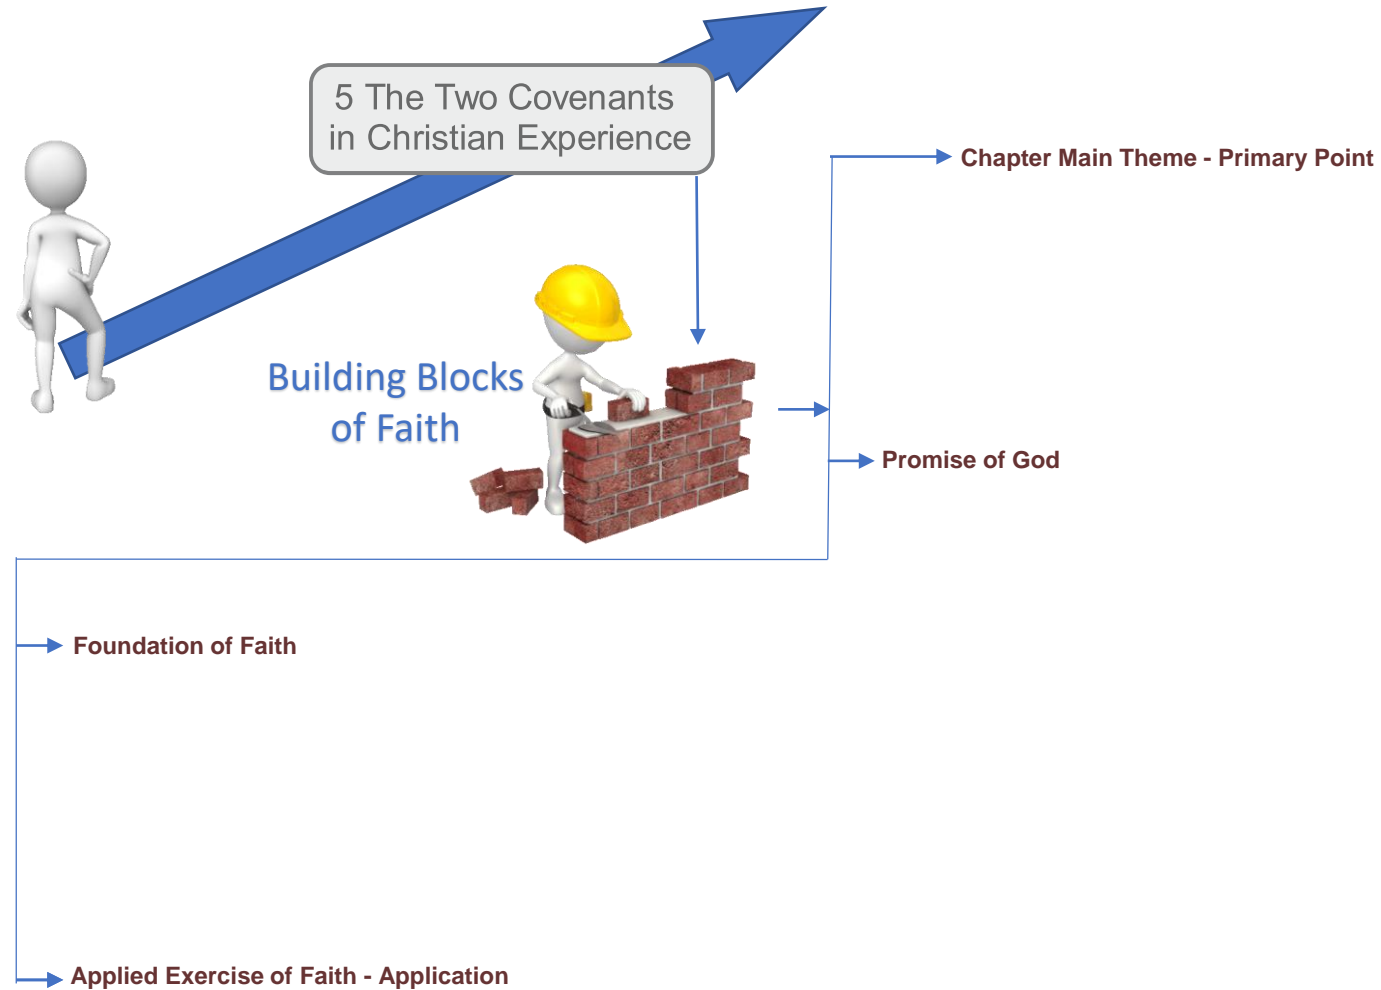 5 The Two Covenants
in Christian Experience
Chapter Main Theme - Primary Point
Building Blocks
of Faith
Promise of God
Foundation of Faith
Applied Exercise of Faith - Application